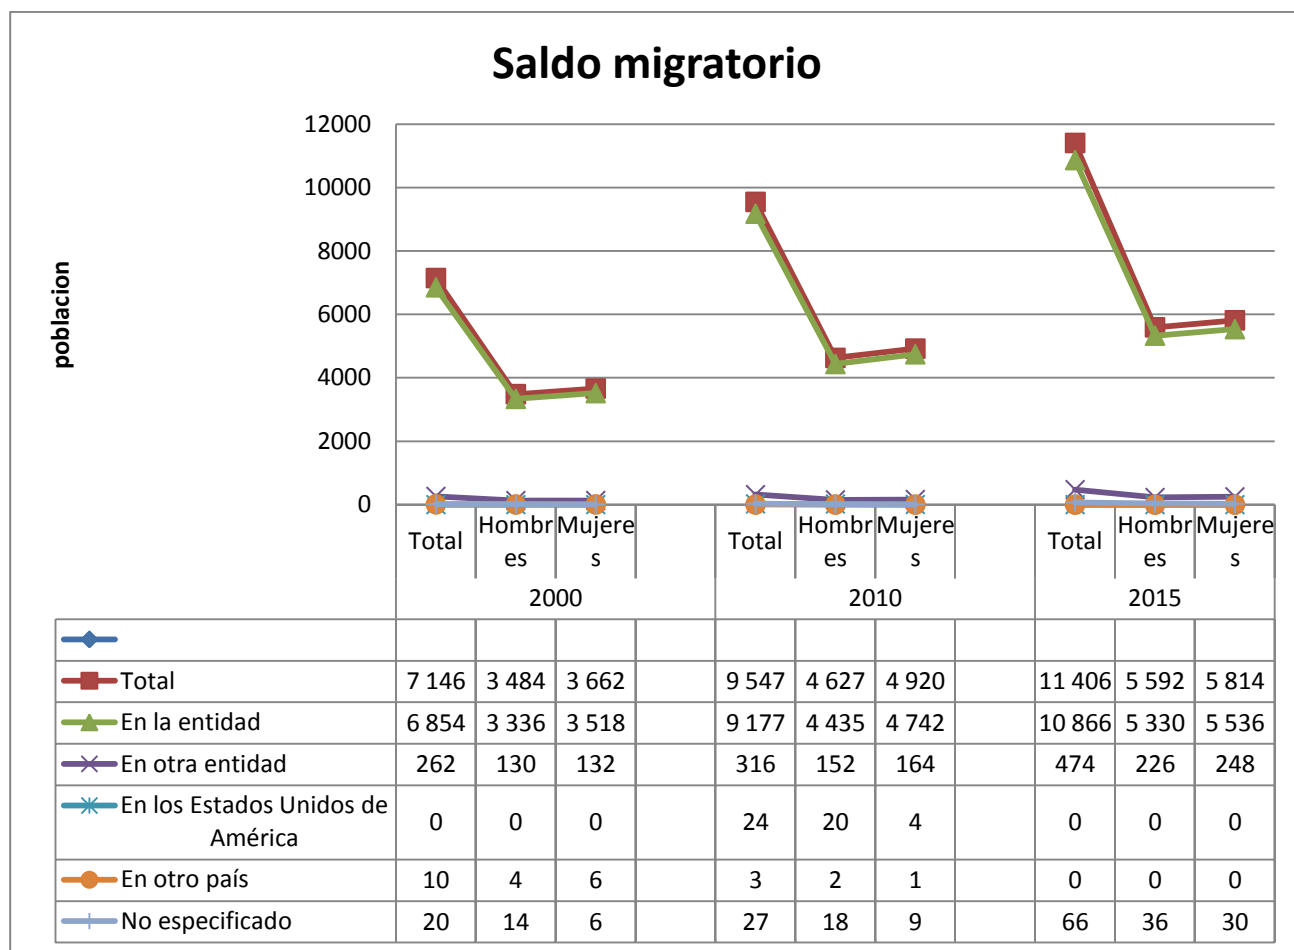 Saldo migratorio
12000
10000
8000
6000
4000
2000
0
poblacion
Total Hombr Mujere Total Hombr Mujere Total Hombr Mujere
es s es s es s
2000 2010 2015
Total 7 146 3 484 3 662 9 547 4 627 4 920 11 406 5 592 5 814
En la entidad 6 854 3 336 3 518 9 177 4 435 4 742 10 866 5 330 5 536
En otra entidad 262 130 132 316 152 164 474 226 248
En los Estados Unidos de
América 0 0 0 24 20 4 0 0 0
En otro país 10 4 6 3 2 1 0 0 0
No especificado 20 14 6 27 18 9 66 36 30